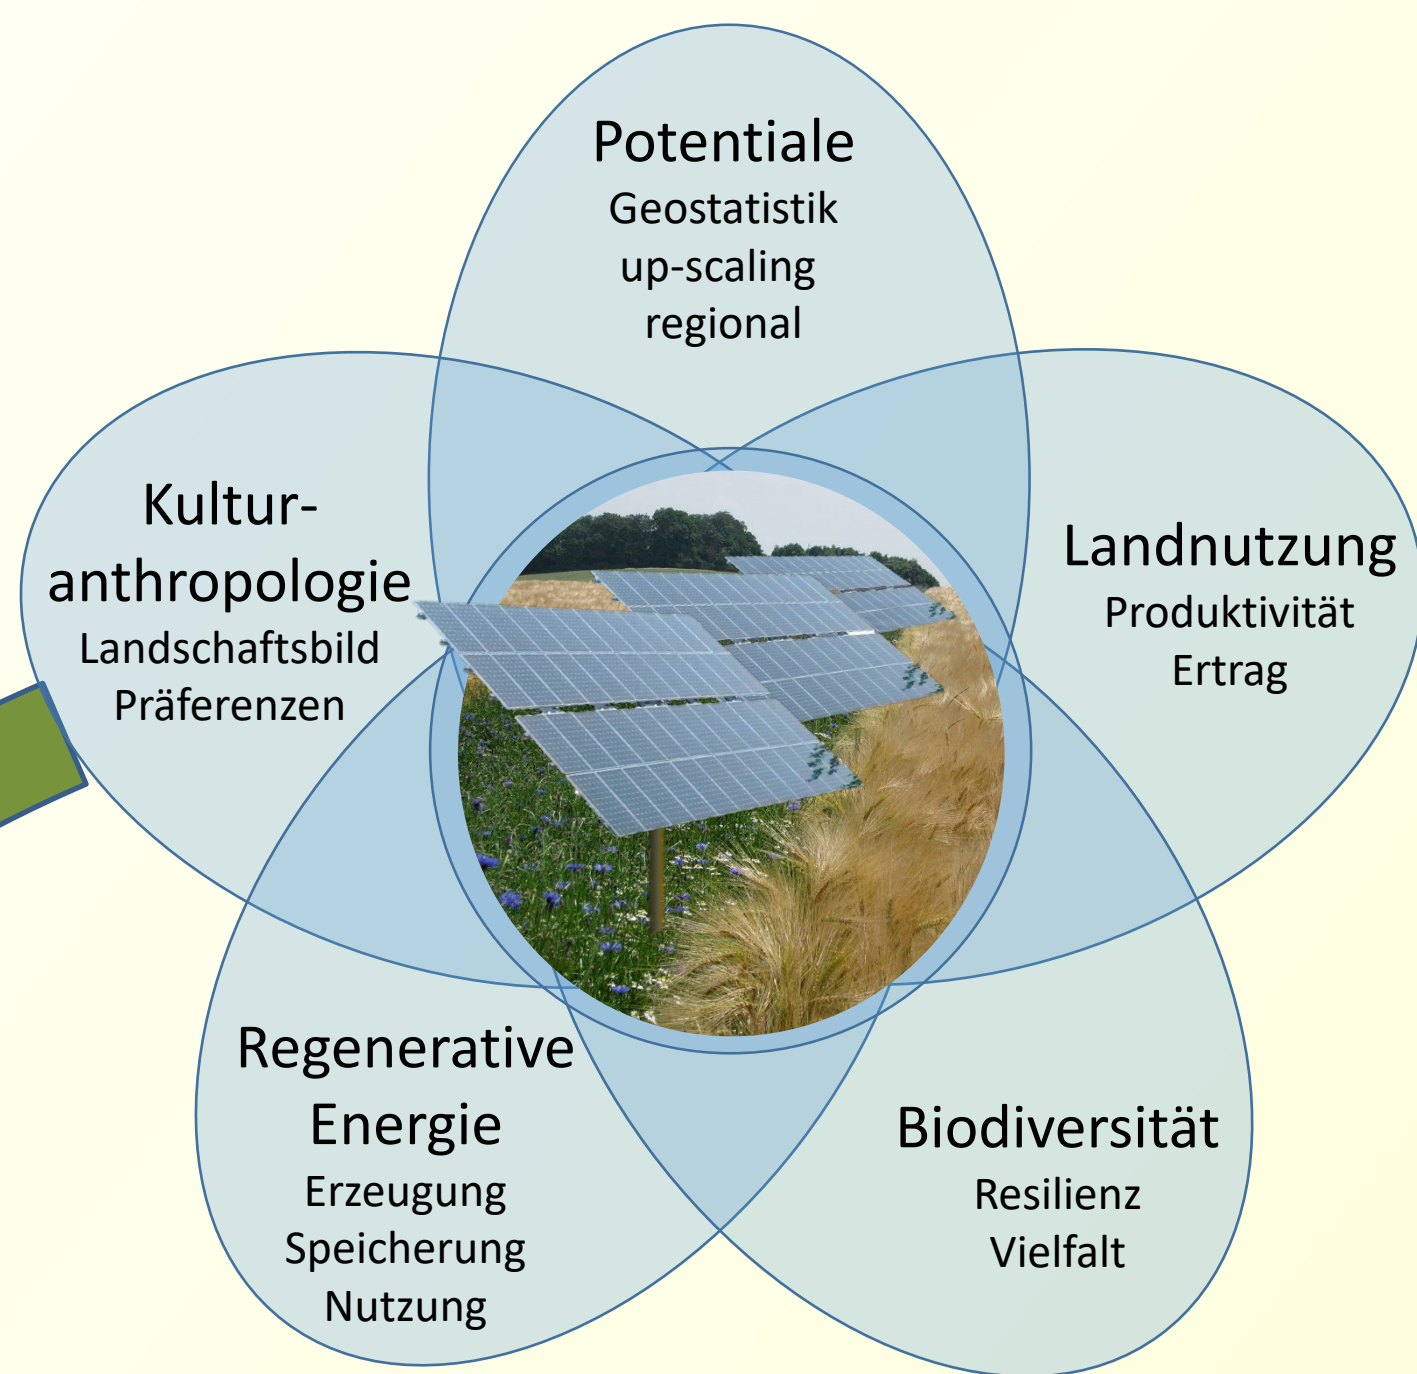 Potentiale
Geostatistik
up-scaling
regional
Kultur-
anthropologie
Landschaftsbild
Präferenzen
Landnutzung
Produktivität
Ertrag
Regenerative
Energie
Erzeugung
Speicherung
Nutzung
Biodiversität
Resilienz
Vielfalt